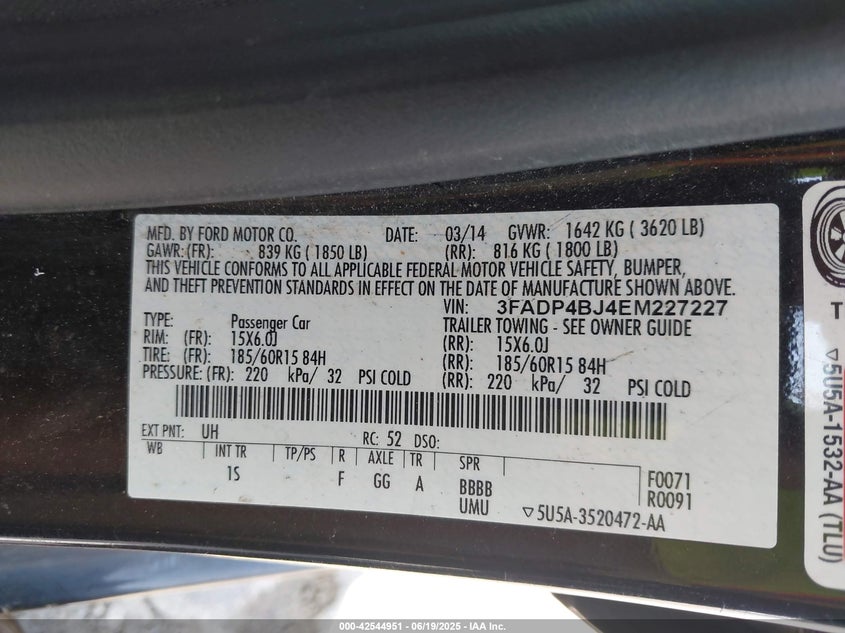 MFD. BY FORD MOTOR CO. DATE: 03/14 GVWR: 1642 KG ( 3620 LB)
GAWR:(FR): 839 KG ( 1850 LB) (RR): 816 KG ( 1800 LB)
THIS VEHICLE CONFORMS TO ALL APPLICABLE FEDERAL MOTOR VEHICLE SAFETY, BUMPER,
AND THEFT PREVENTION STANDARDS IN EFFECT ON THE DATE OF MANUFACTURE SHOWN ABOVE.
VIN: 3FADP4BJ4EM227227
TYPE: Passenger Car TRAILER TOWING - SEE OWNER GUIDE
RIM: (FR): 15X6.0J (RR): 15X6.0J
TIRE: (FR): 185/60R15 84H (RR): 185/60R15 84H
PRESSURE: (FR): 220 kPa/ 32 PSI COLD (RR): 220 kPa/ 32 PSI COLD
EXT PNT: UH RC: 52 DSO:
WB INT TR TP/PS R AXLE TR SPR
1S F GG A BBBB F0071
UMU R0091
▽5U5A-3520472-AA
T
▽5U5A-1532-AA (TLU)
000-42544951 - 06/19/2025 - IAA Inc.